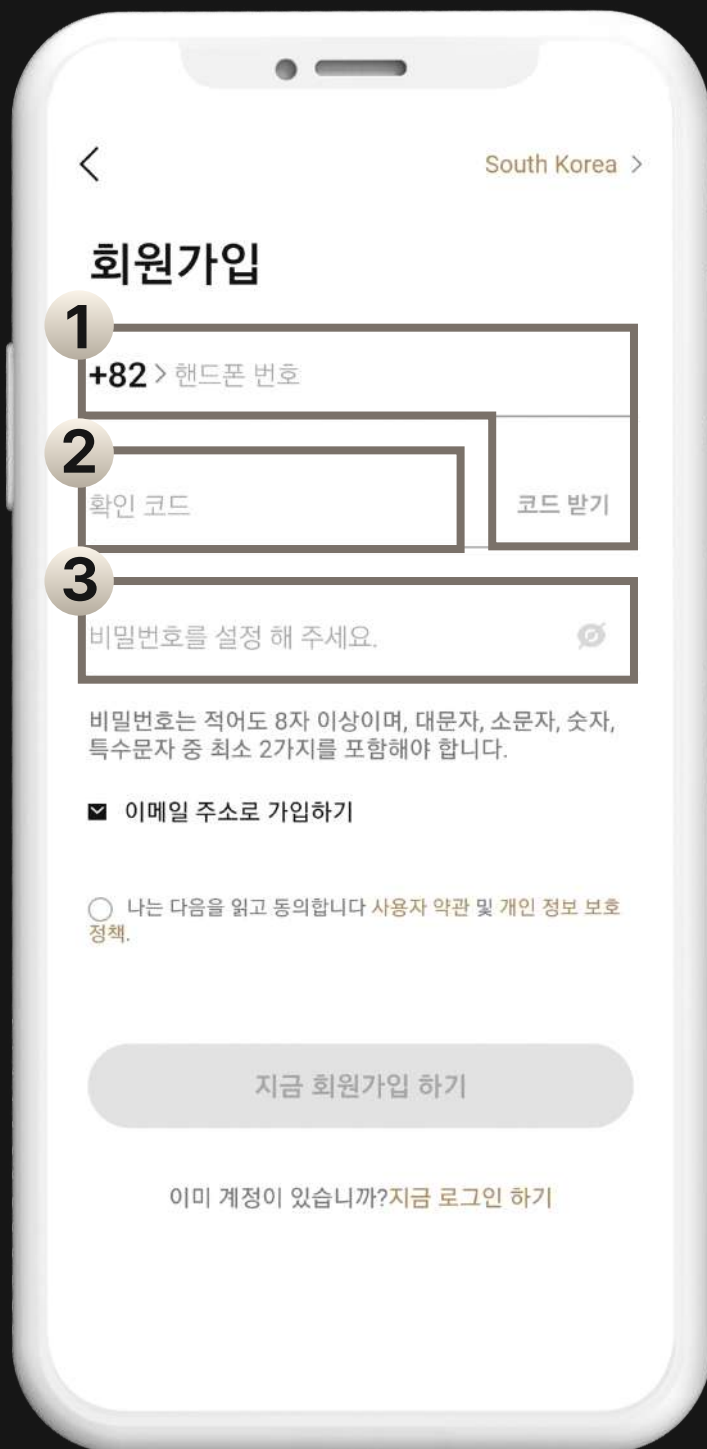 South Korea >
회원가입
1
+82 > 핸드폰 번호
2
확인 코드
코드 받기
3
비밀번호를 설정 해 주세요.
비밀번호는 적어도 8자 이상이며, 대문자, 소문자, 숫자,
특수문자 중 최소 2가지를 포함해야 합니다.
이메일 주소로 가입하기
나는 다음을 읽고 동의합니다 사용자 약관 및 개인 정보 보호
정책.
지금 회원가입 하기
이미 계정이 있습니까?지금 로그인 하기